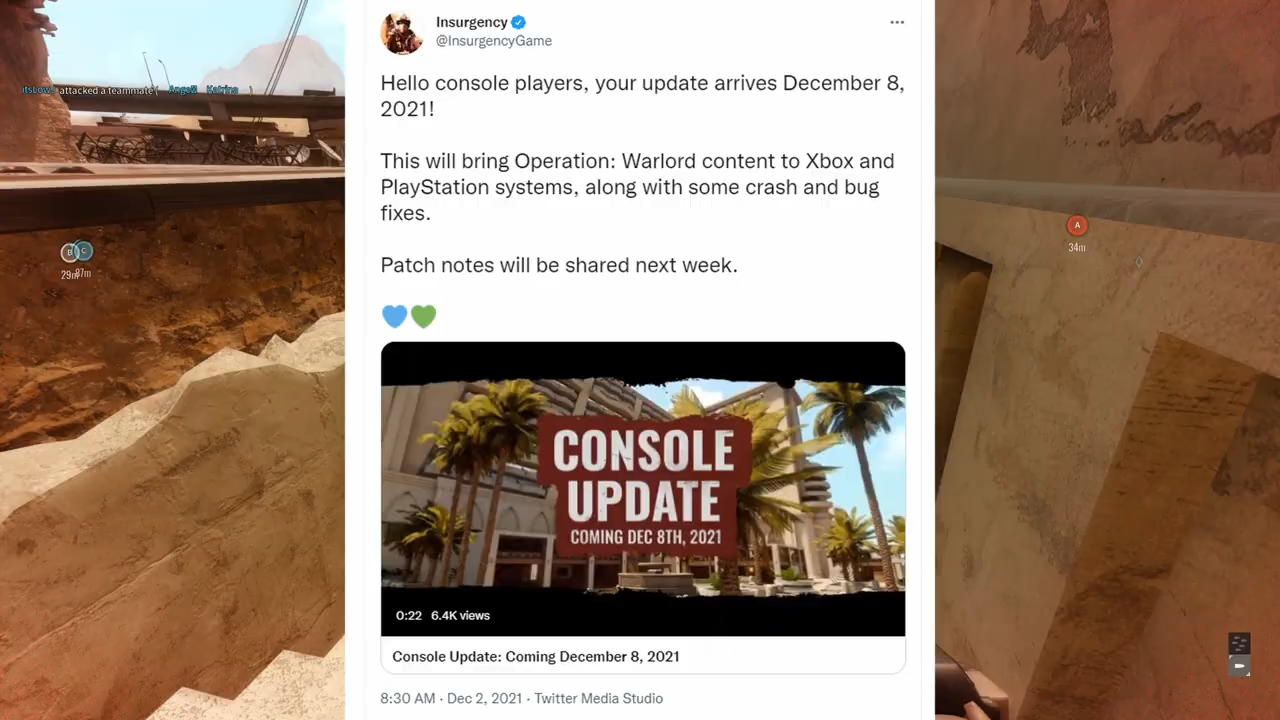 Insurgency
@InsurgencyGame
Hello console players, your update arrives December 8,
2021!
This will bring Operation: Warlord content to Xbox and
PlayStation systems, along with some crash and bug
fixes.
Patch notes will be shared next week.
CONSOLE
UPDATE
COMING DEC 8TH, 2021
0:22 6.4K views
Console Update: Coming December 8, 2021
8:30 AM · Dec 2, 2021 · Twitter Media Studio
attacked a teammate
B C
29m 87m
A
34m